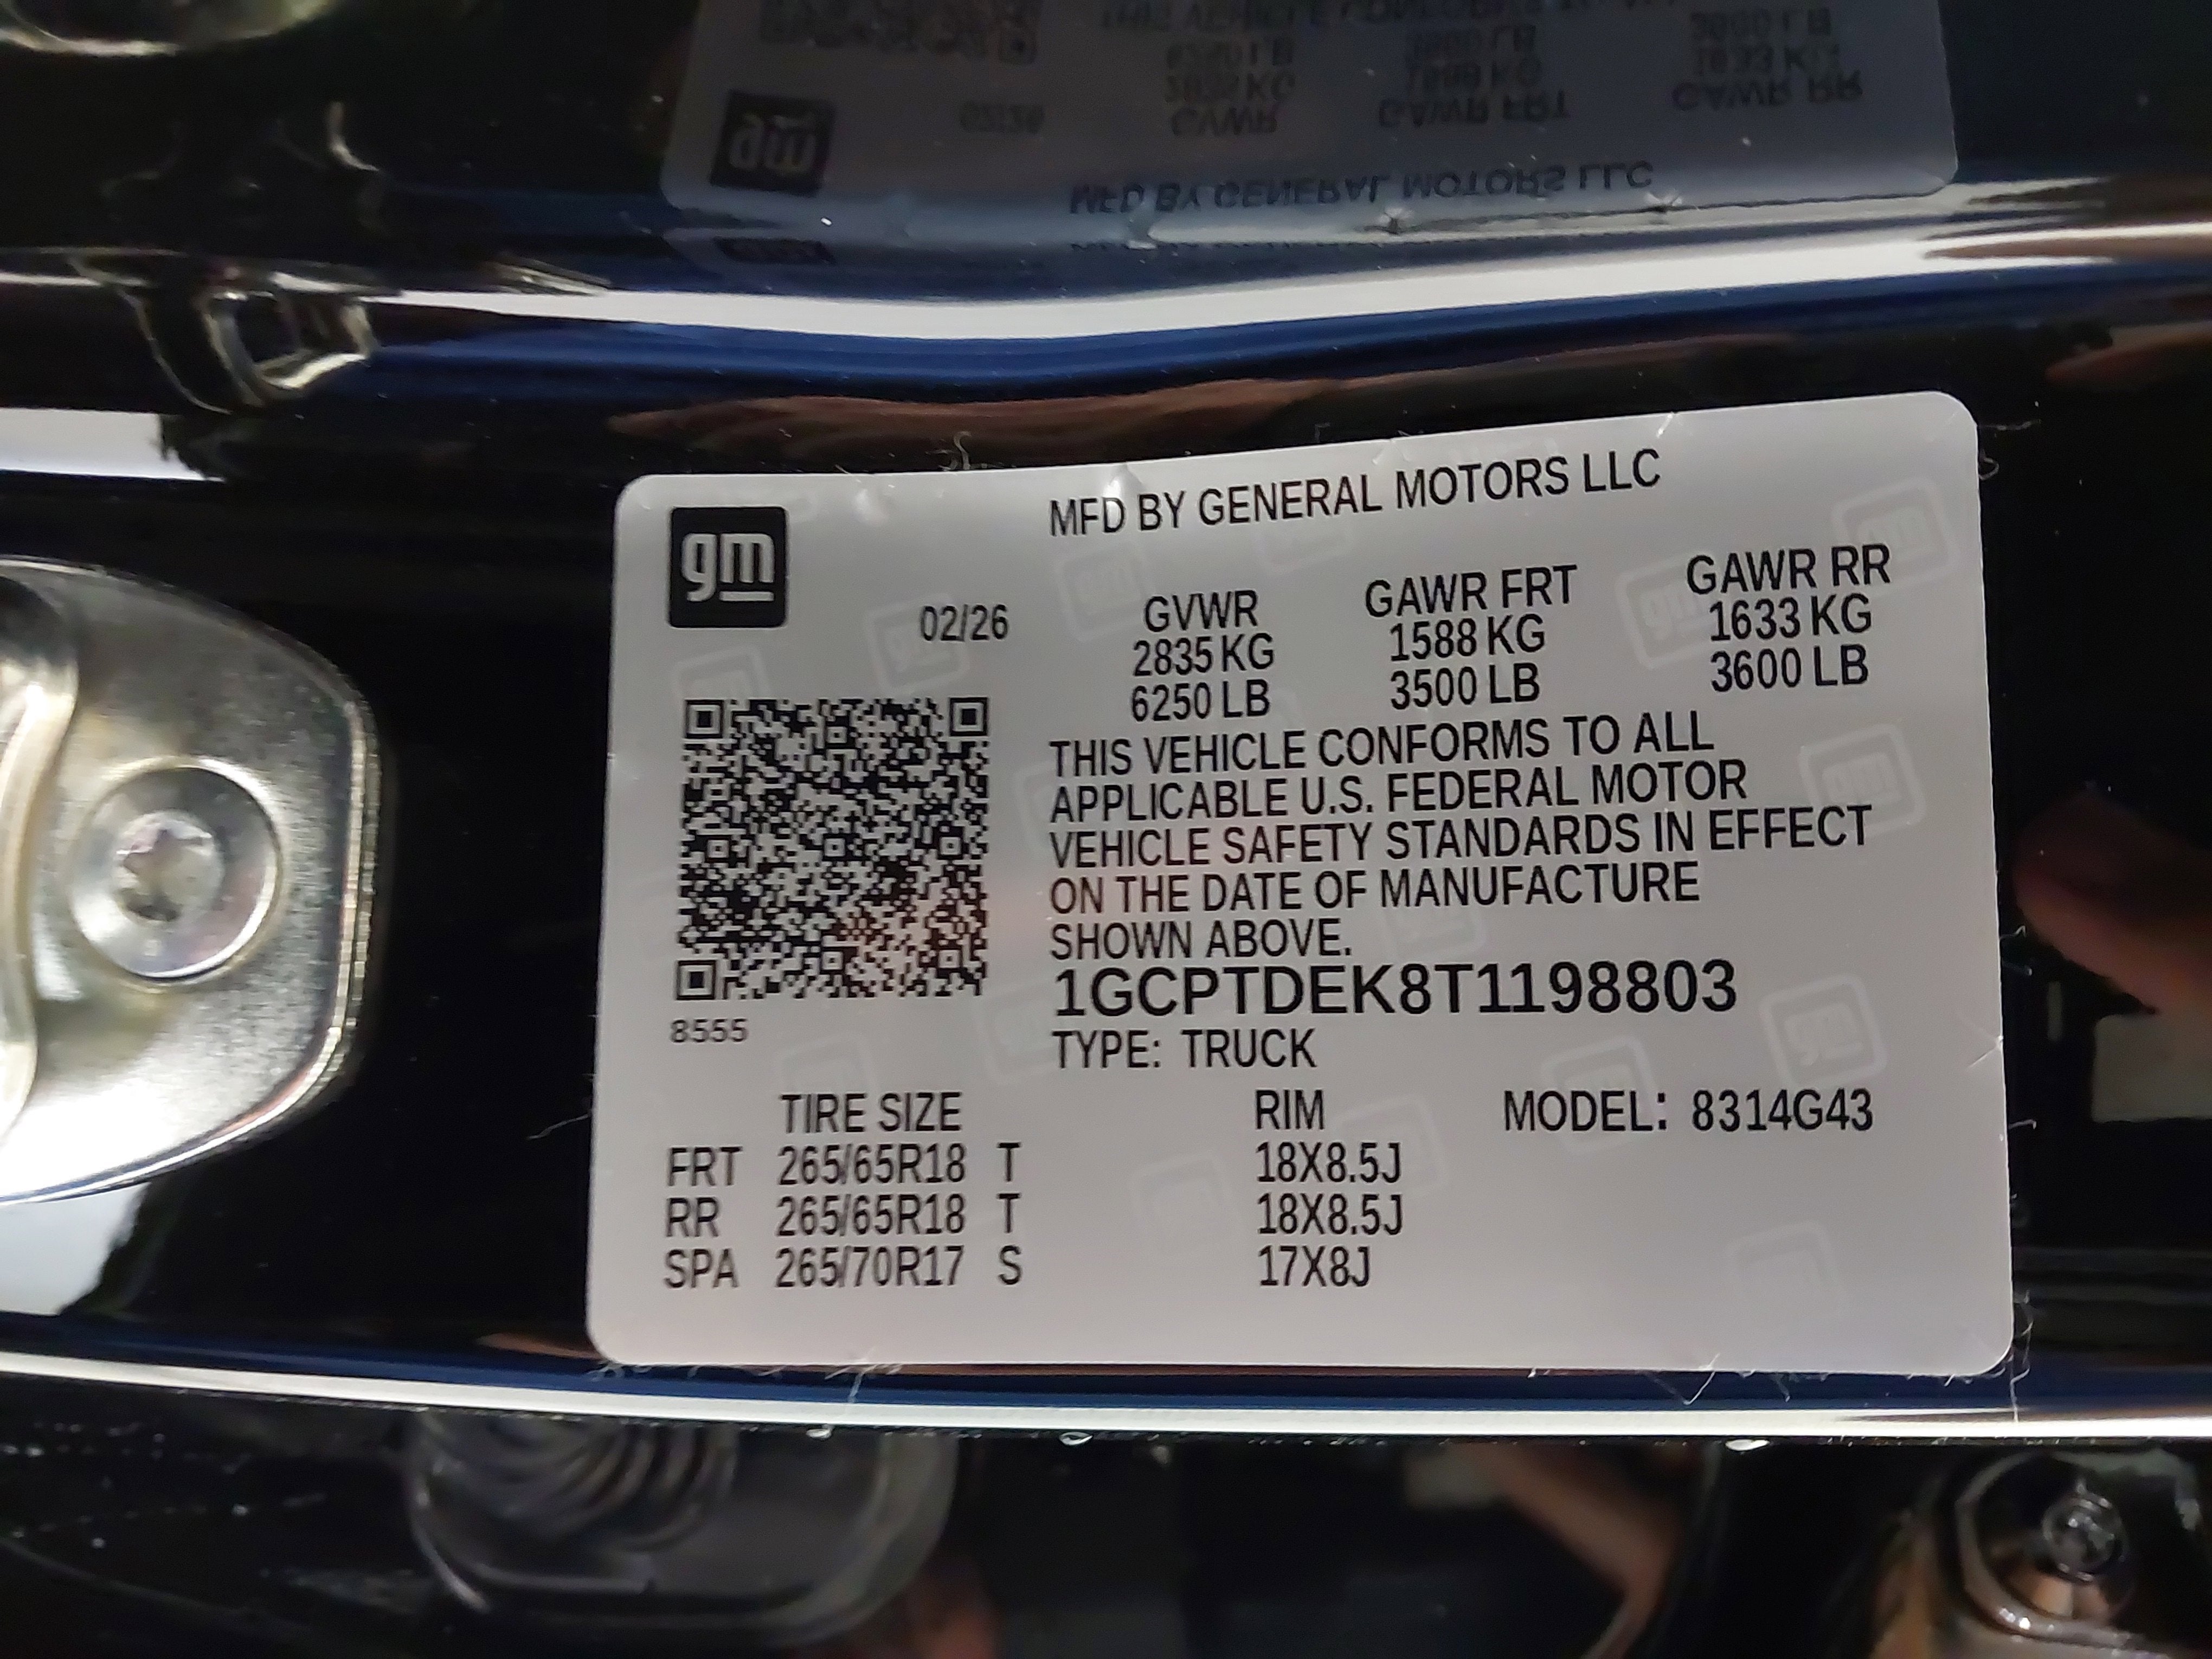 gm
MFD BY GENERAL MOTORS LLC
02/26
GVWR
2835 KG
6250 LB
GAWR FRT
1588 KG
3500 LB
GAWR RR
1633 KG
3600 LB
THIS VEHICLE CONFORMS TO ALL
APPLICABLE U.S. FEDERAL MOTOR
VEHICLE SAFETY STANDARDS IN EFFECT
ON THE DATE OF MANUFACTURE
SHOWN ABOVE.
1GCPTDEK8T1198803
8555
TYPE: TRUCK
TIRE SIZE RIM MODEL: 8314G43
FRT 265/65R18 T 18X8.5J
RR 265/65R18 T 18X8.5J
SPA 265/70R17 S 17X8J